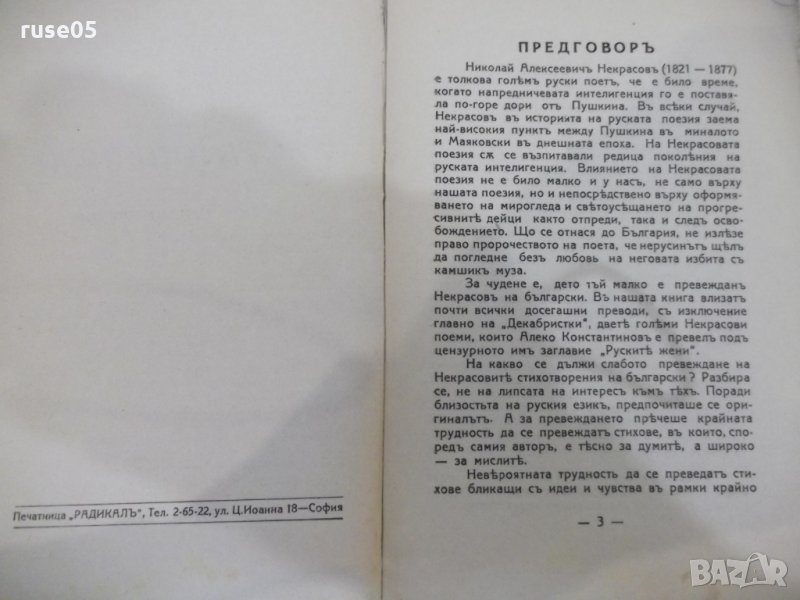 ruse05
Печатница „РАДИКАЛЪ", Тел. 2-65-22, ул. Ц.Иоанна 18—София
ПРЕДГОВОРЪ
Николай Алексеевичъ Некрасовъ (1821 — 1877)
е толкова голѣмъ руски поетъ, че е било време,
когато напредничевата интелигенция го е поставя-
ла по-горе дори отъ Пушкина. Въ всѣки случай,
Некрасовъ въ историята на руската поезия заема
най-високия пунктъ между Пушкина въ миналото
и Маяковски въ днешната епоха. На Некрасовата
поезия сѫ се възпитавали редица поколѣния на
руската интелигенция. Влиянието на Некрасовата
поезия не е било малко и у насъ, не само върху
нашата поезия, но и непосрѣдствено върху оформя-
ването на мирогледа и свѣтоусѣщането на прогре-
сивнитѣ дейци както отпреди, така и следъ осво-
бождението. Що се отнася до България, не излѣзе
право пророчеството на поета, че нерусинътъ щѣлъ
да погледне безъ любовь на неговата избита съ
камшикъ муза.
За чудене е, дето тъй малко е превежданъ
Некрасовъ на български. Въ нашата книга влизатъ
почти всички досегашни преводи, съ изключение
главно на „Декабристки", дветѣ голѣми Некрасови
поеми, които Алеко Константиновъ е превелъ подъ
цензурното имъ заглавие „Рускитѣ жени".
На какво се дължи слабото превеждане на
Некрасовитѣ стихотворения на български? Разбира
се, не на липсата на интересъ къмъ тѣхъ. Поради
близостьта на руския езикъ, предпочиташе се ори-
гиналътъ. А за превеждането прѣчеше крайната
трудность да се превеждатъ стихове, въ които, спо-
редъ самия авторъ, е тѣсно за думитѣ, а широко
— за мислитѣ.
Невѣроятната трудность да се преведатъ сти-
хове бликащи съ идеи и чувства въ рамки крайно
— 3 —
BAZAR